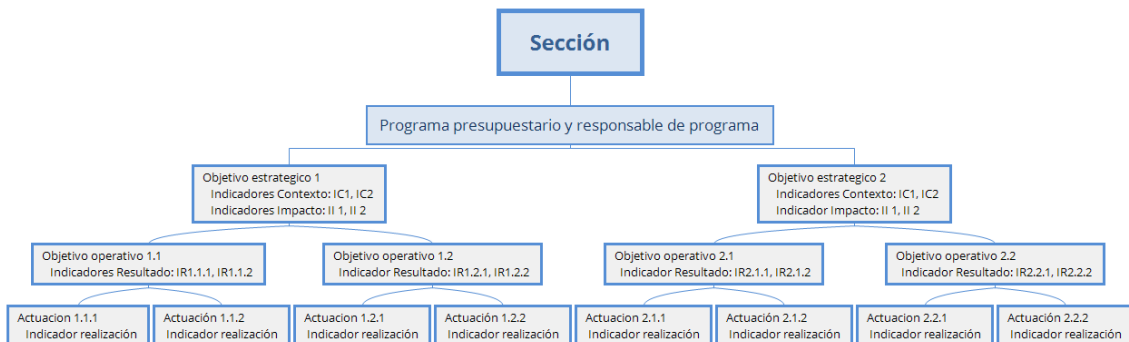 Sección
Programa presupuestario y responsable de programa
Objetivo estrategico 1
Indicadores Contexto: IC1, IC2
Indicadores Impacto: II 1, II 2
Objetivo estrategico 2
Indicadores Contexto: IC1, IC2
Indicador Impacto: II 1, II 2
Objetivo operativo 1.1
Indicadores Resultado: IR1.1.1, IR1.1.2
Objetivo operativo 1.2
Indicador Resultado: IR1.2.1, IR1.2.2
Objetivo operativo 2.1
Indicador Resultado: IR2.1.1, IR2.1.2
Objetivo operativo 2.2
Indicador Resultado: IR2.2.1, IR2.2.2
Actuacion 1.1.1
Indicador realización
Actuación 1.1.2
Indicador realización
Actuacion 1.2.1
Indicador realización
Actuación 1.2.2
Indicador realización
Actuacion 2.1.1
Indicador realización
Actuación 2.1.2
Indicador realización
Actuacion 2.2.1
Indicador realización
Actuación 2.2.2
Indicador realización